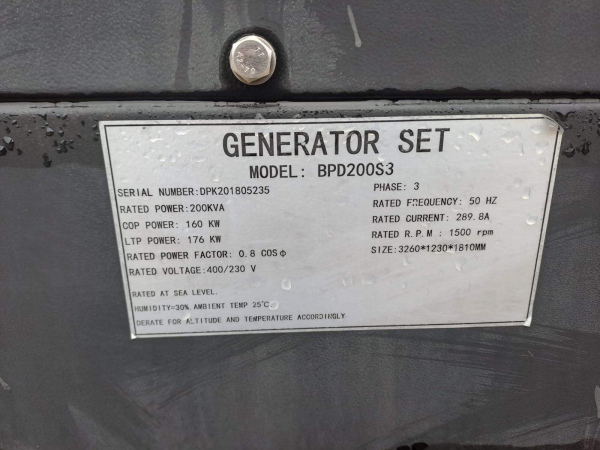 GENERATOR SET
MODEL: BPD200S3
SERIAL NUMBER:DPK201805235
RATED POWER:200KVA
COP POWER: 160 KW
LTP POWER: 176 KW
RATED POWER FACTOR: 0.8 COSΦ
RATED VOLTAGE:400/230 V
PHASE: 3
RATED FREQUENCY: 50 HZ
RATED CURRENT: 289.8A
RATED R.P.M : 1500 rpm
SIZE:3260*1230*1810MM
RATED AT SEA LEVEL.
HUMIDITY=30% AMBIENT TEMP 25℃.
DERATE FOR ALTITUDE AND TEMPERATURE ACCORDINGLY